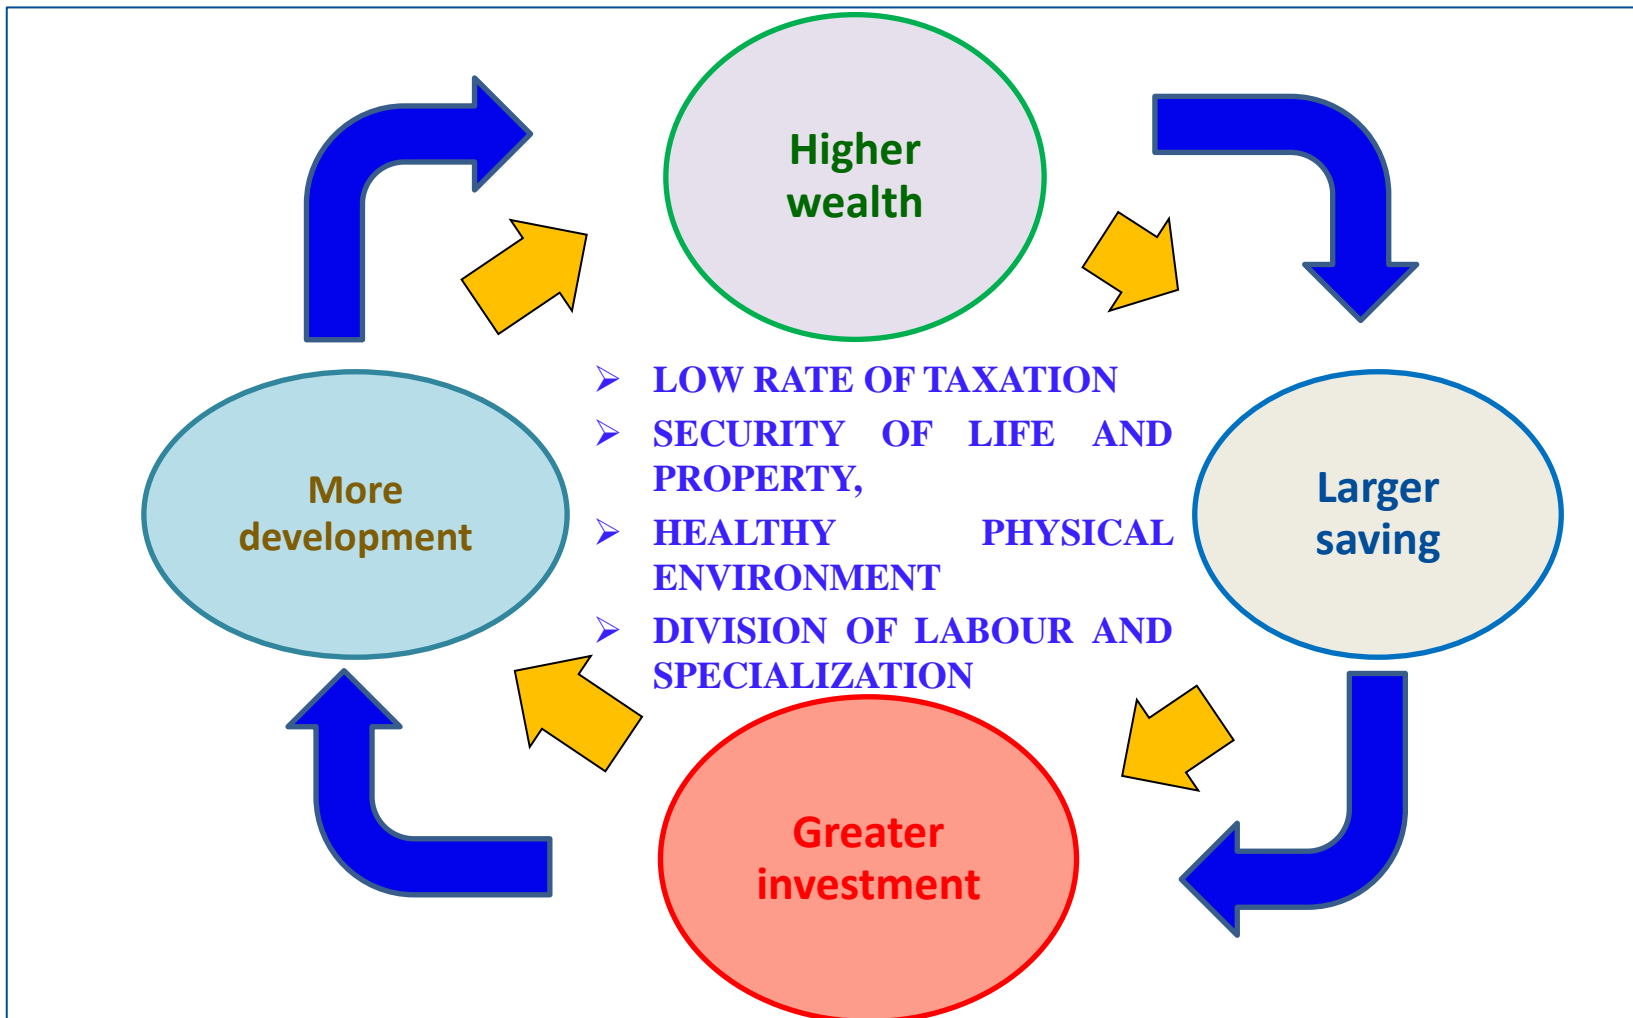 Higher
wealth
➢ LOW RATE OF TAXATION
➢ SECURITY OF LIFE AND
PROPERTY,
➢ HEALTHY PHYSICAL
ENVIRONMENT
➢ DIVISION OF LABOUR AND
SPECIALIZATION
More
development
Larger
saving
Greater
investment